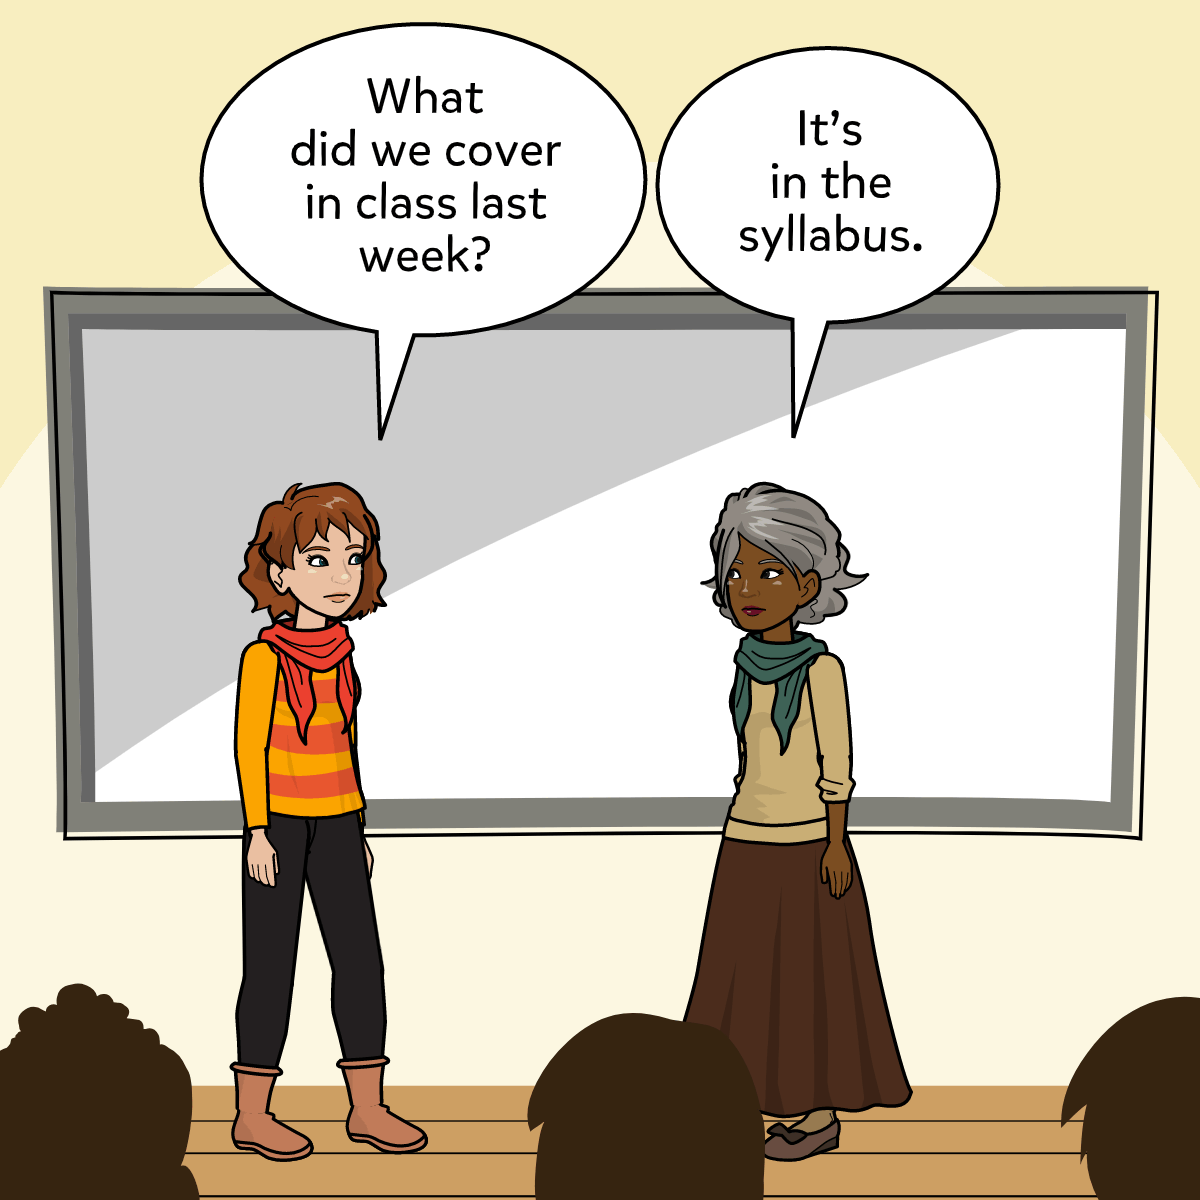 What
did we cover
in class last
week?
It’s
in the
syllabus.